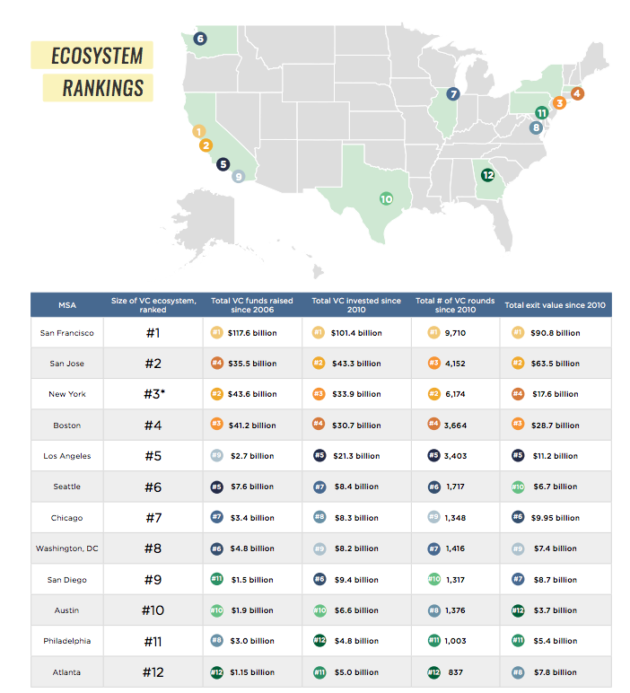 ECOSYSTEM
RANKINGS
6
7
4
3
11
8
1
2
5
9
12
10
MSA Size of VC ecosystem, ranked Total VC funds raised since 2006 Total VC invested since 2010 Total # of VC rounds since 2010 Total exit value since 2010
San Francisco #1 #1 $117.6 billion #1 $101.4 billion #1 9,710 #1 $90.8 billion
San Jose #2 #4 $35.5 billion #2 $43.3 billion #3 4,152 #2 $63.5 billion
New York #3* #2 $43.6 billion #3 $33.9 billion #2 6,174 #4 $17.6 billion
Boston #4 #3 $41.2 billion #4 $30.7 billion #4 3,664 #3 $28.7 billion
Los Angeles #5 #9 $2.7 billion #5 $21.3 billion #5 3,403 #5 $11.2 billion
Seattle #6 #5 $7.6 billion #7 $8.4 billion #6 1,717 #10 $6.7 billion
Chicago #7 #7 $3.4 billion #8 $8.3 billion #9 1,348 #6 $9.95 billion
Washington, DC #8 #6 $4.8 billion #9 $8.2 billion #7 1,416 #9 $7.4 billion
San Diego #9 #11 $1.5 billion #6 $9.4 billion #10 1,317 #7 $8.7 billion
Austin #10 #10 $1.9 billion #10 $6.6 billion #8 1,376 #12 $3.7 billion
Philadelphia #11 #8 $3.0 billion #12 $4.8 billion #11 1,003 #11 $5.4 billion
Atlanta #12 #12 $1.15 billion #11 $5.0 billion #12 837 #8 $7.8 billion